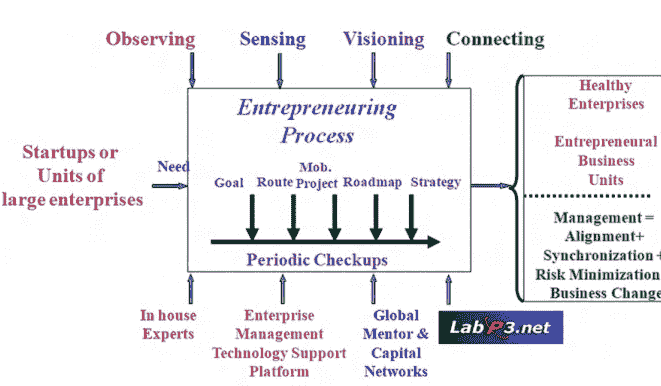 Observing Sensing Visioning Connecting
Entrepreneuring
Process
Healthy
Enterprises
Entrepreneural
Business
Units
Startups or
Units of
large enterprises
Need
Goal Route Mob. Project Roadmap Strategy
Periodic Checkups
Management =
Alignment+
Synchronization +
Risk Minimization
Business Change
In house
Experts
Enterprise
Management
Technology Support
Platform
Global
Mentor &
Capital
Networks
LabP3.net